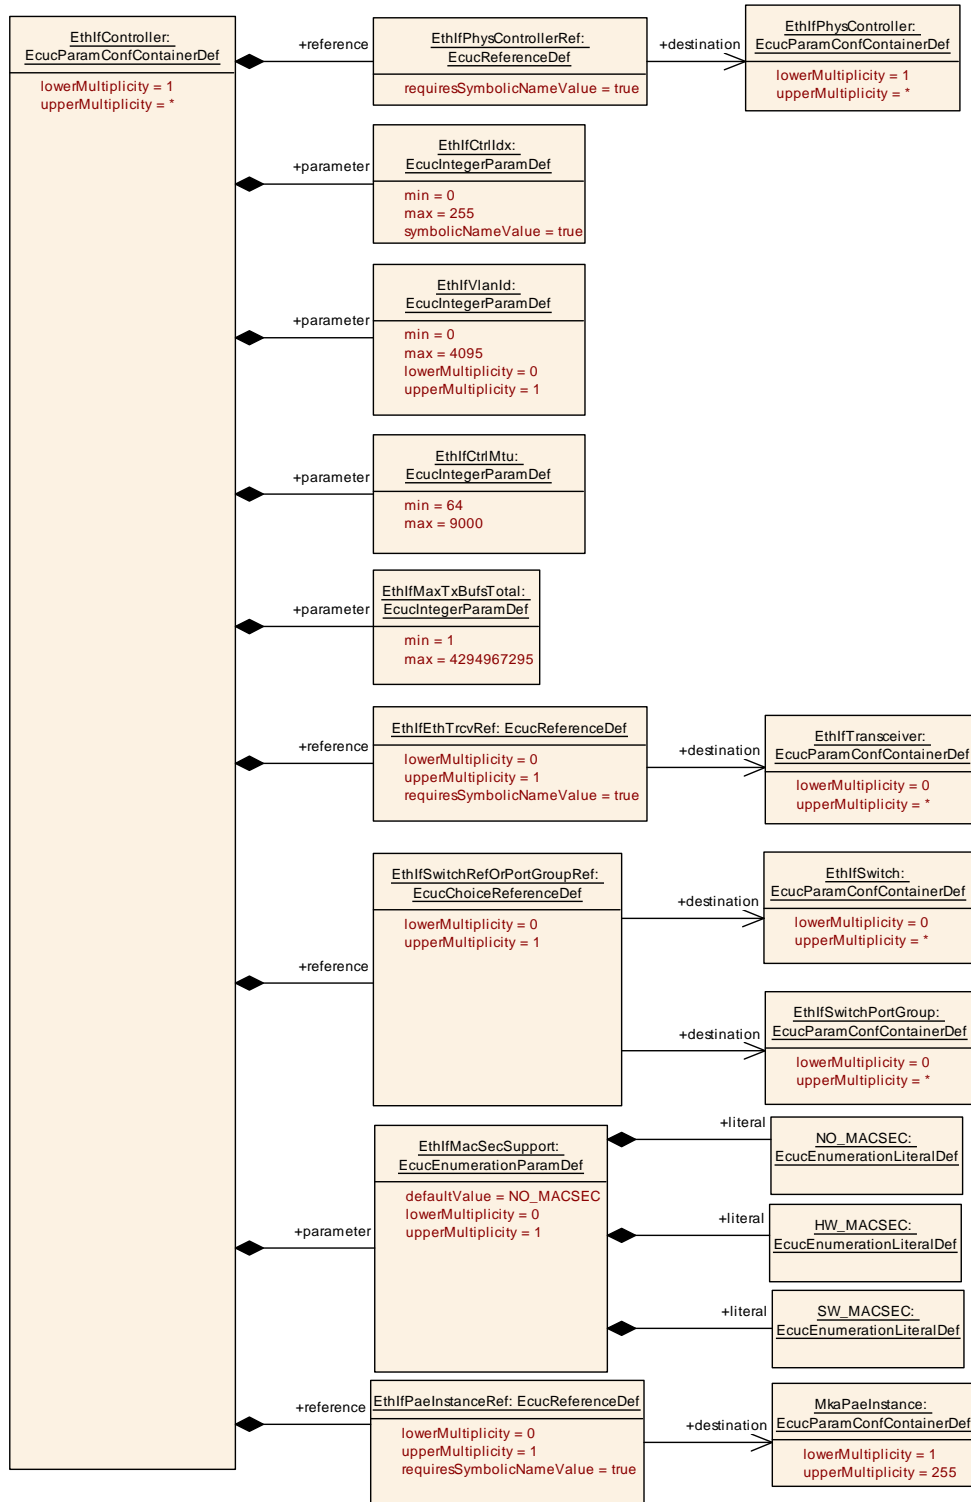 EthIfController:
EcucParamConfContainerDef
lowerMultiplicity = 1
upperMultiplicity = *
+reference
EthIfPhysControllerRef:
EcucReferenceDef
requiresSymbolicNameValue = true
+destination
EthIfPhysController:
EcucParamConfContainerDef
lowerMultiplicity = 1
upperMultiplicity = *
+parameter
EthIfCtrlIdx:
EcucIntegerParamDef
min = 0
max = 255
symbolicNameValue = true
+parameter
EthIfVlanId:
EcucIntegerParamDef
min = 0
max = 4095
lowerMultiplicity = 0
upperMultiplicity = 1
+parameter
EthIfCtrlMtu:
EcucIntegerParamDef
min = 64
max = 9000
+parameter
EthIfMaxTxBufsTotal:
EcucIntegerParamDef
min = 1
max = 4294967295
+reference
EthIfEthTrcvRef: EcucReferenceDef
lowerMultiplicity = 0
upperMultiplicity = 1
requiresSymbolicNameValue = true
+destination
EthIfTransceiver:
EcucParamConfContainerDef
lowerMultiplicity = 0
upperMultiplicity = *
+reference
EthIfSwitchRefOrPortGroupRef:
EcucChoiceReferenceDef
lowerMultiplicity = 0
upperMultiplicity = 1
+destination
EthIfSwitch:
EcucParamConfContainerDef
lowerMultiplicity = 0
upperMultiplicity = *
+destination
EthIfSwitchPortGroup:
EcucParamConfContainerDef
lowerMultiplicity = 0
upperMultiplicity = *
+parameter
EthIfMacSecSupport:
EcucEnumerationParamDef
defaultValue = NO_MACSEC
lowerMultiplicity = 0
upperMultiplicity = 1
+literal
NO_MACSEC:
EcucEnumerationLiteralDef
+literal
HW_MACSEC:
EcucEnumerationLiteralDef
+literal
SW_MACSEC:
EcucEnumerationLiteralDef
+reference
EthIfPaeInstanceRef: EcucReferenceDef
lowerMultiplicity = 0
upperMultiplicity = 1
requiresSymbolicNameValue = true
+destination
MkaPaeInstance:
EcucParamConfContainerDef
lowerMultiplicity = 1
upperMultiplicity = 255